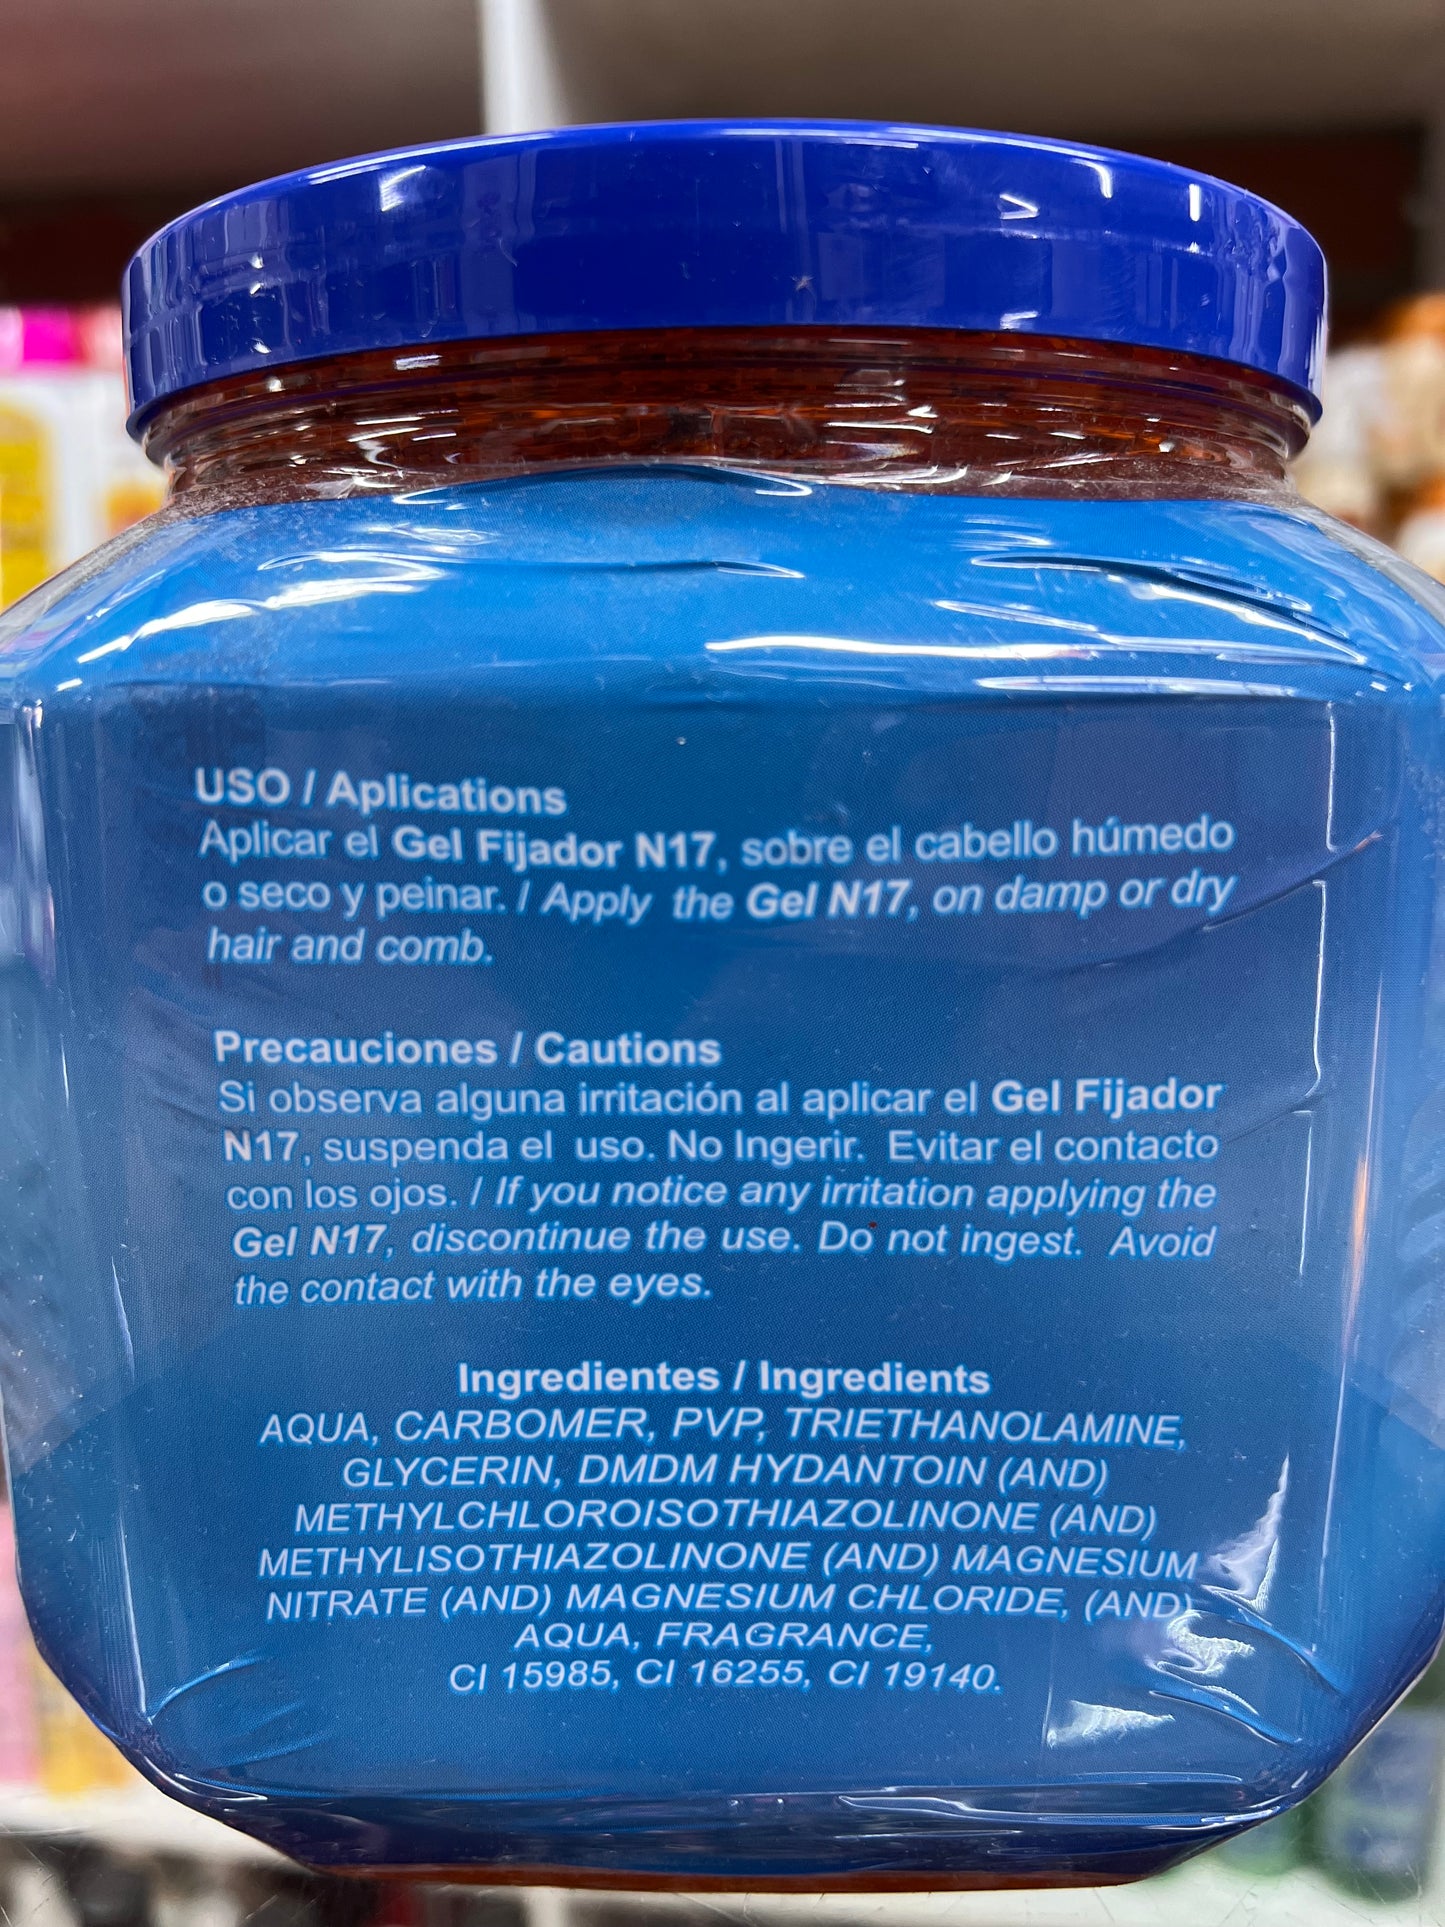 USO / Aplications
Aplicar el Gel Fijador N17, sobre el cabello húmedo
o seco y peinar. / Apply the Gel N17, on damp or dry
hair and comb.
Precauciones / Cautions
Si observa alguna irritación al aplicar el Gel Fijador
N17, suspenda el uso. No Ingerir. Evitar el contacto
con los ojos. / If you notice any irritation applying the
Gel N17, discontinue the use. Do not ingest. Avoid
the contact with the eyes.
Ingredientes / Ingredients
AQUA, CARBOMER, PVP, TRIETHANOLAMINE,
GLYCERIN, DMDM HYDANTOIN (AND)
METHYLCHLOROISOTHIAZOLINONE (AND)
METHYLISOTHIAZOLINONE (AND) MAGNESIUM
NITRATE (AND) MAGNESIUM CHLORIDE, (AND)
AQUA, FRAGRANCE,
CI 15985, CI 16255, CI 19140.